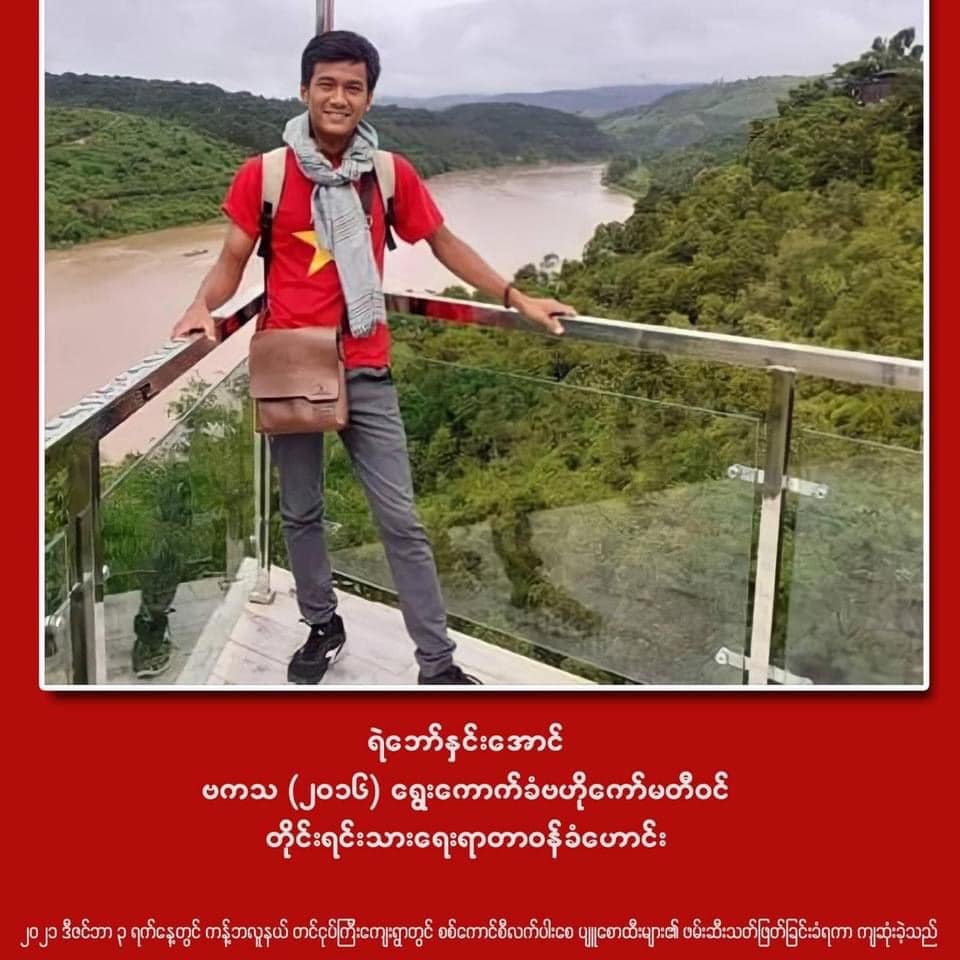 ရဲဘော်နှင်းအောင်
ဗကသ (၂၀၁၆) ရွေးကောက်ခံဗဟိုကော်မတီဝင်
တိုင်းရင်းသားရေးရာတာဝန်ခံဟောင်း
၂၀၂၁ ဒီဇင်ဘာ ၃ ရက်နေ့တွင် ကန့်ဘလူနယ် တင်ငုပ်ကြီးကျေးရွာတွင် စစ်ကောင်စီလက်ပါးစေ ပျူစောထီးများ၏ ဖမ်းဆီးသတ်ဖြတ်ခြင်းခံရကာ ကျဆုံးခဲ့သည်